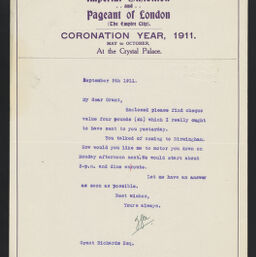 Pageant of London
(The Empire City),
CORONATION YEAR, 1911.
MAY to OCTOBER,
At the Crystal Palace.
September 9th 1911.
My dear Grant,
Enclosed please find cheque
value four pounds (£4) which I really ought
to have sent to you yesterday.
You talked of coming to Birmingham.
How would you like me to motor you down on
Monday afternoon next. We would start about
3-p.m. and dine enroute.
Let me have an answer
as soon as possible.
Best wishes,
Yours always.
Grant Richards Esq.